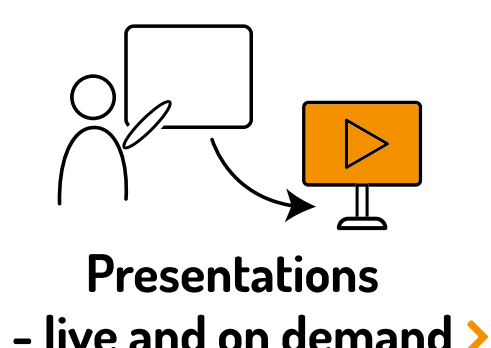 Presentations
- live and on demand >